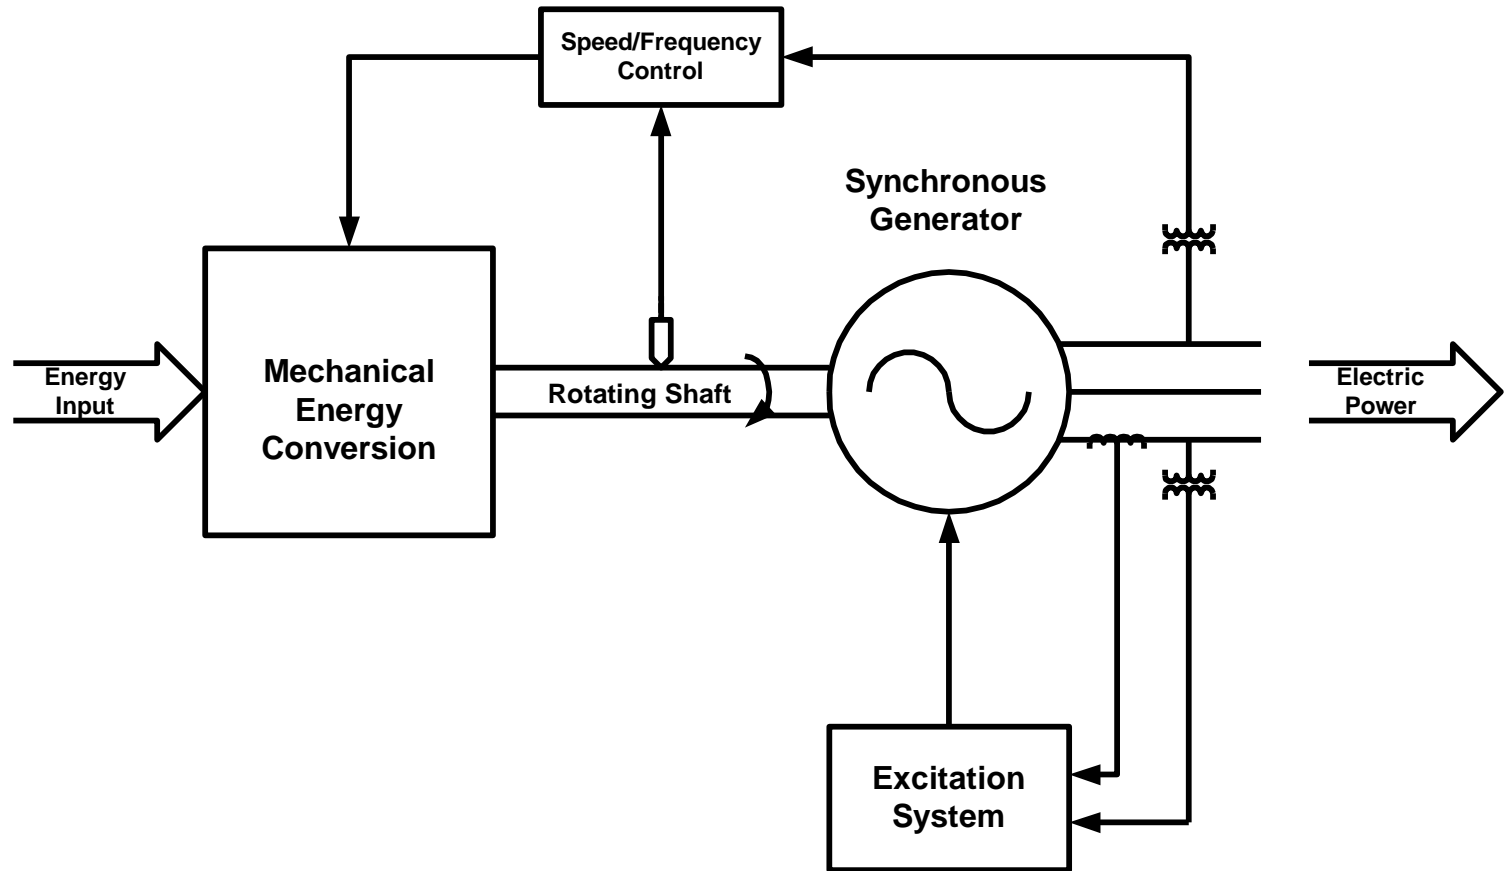 Speed/Frequency
Control
Synchronous
Generator
Energy
Input
Mechanical
Energy
Conversion
Rotating Shaft
Electric
Power
Excitation
System